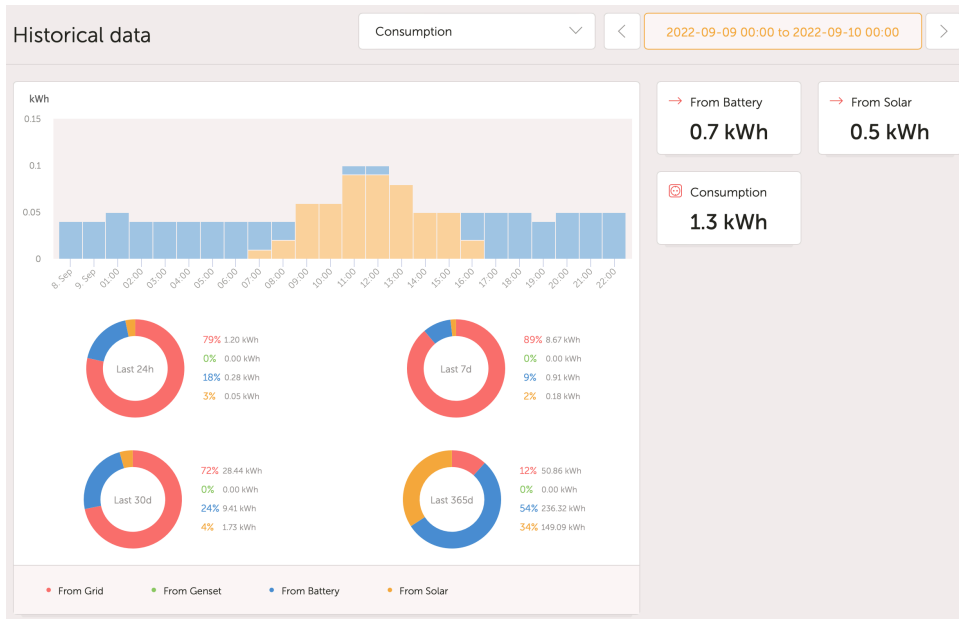 Historical data
Consumption
2022-09-09 00:00 to 2022-09-10 00:00
kWh
0.15
0.1
0.05
0
8. Sep 9. Sep 01:00 02:00 03:00 04:00 05:00 06:00 07:00 08:00 09:00 10:00 11:00 12:00 13:00 14:00 15:00 16:00 17:00 18:00 19:00 20:00 21:00 22:00
From Battery
0.7 kWh
From Solar
0.5 kWh
Consumption
1.3 kWh
Last 24h
79% 1.20 kWh
0% 0.00 kWh
18% 0.28 kWh
3% 0.05 kWh
Last 7d
89% 8.67 kWh
0% 0.00 kWh
9% 0.91 kWh
2% 0.18 kWh
Last 30d
72% 28.44 kWh
0% 0.00 kWh
24% 9.41 kWh
4% 1.73 kWh
Last 365d
12% 50.86 kWh
0% 0.00 kWh
54% 236.32 kWh
34% 149.09 kWh
From Grid From Genset From Battery From Solar